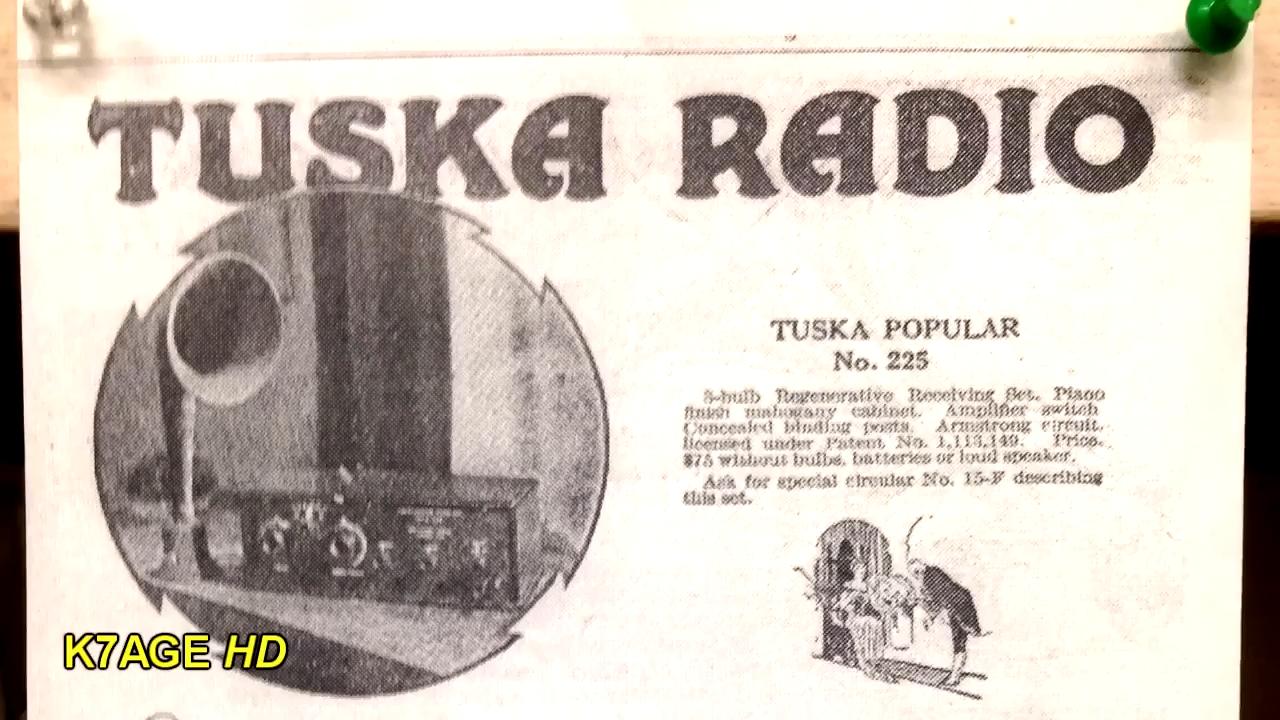 TUSKA RADIO
TUSKA POPULAR
No. 225
3-bulb Regenerative Receiving Set. Piano
finish mahogany cabinet. Amplifier switch
Concealed binding posts. Armstrong circuit,
licensed under Patent No. 1,113,149. Price
$75 without bulbs, batteries or loud speaker.
Ask for special circular No. 15-F describing
this set.
K7AGE HD